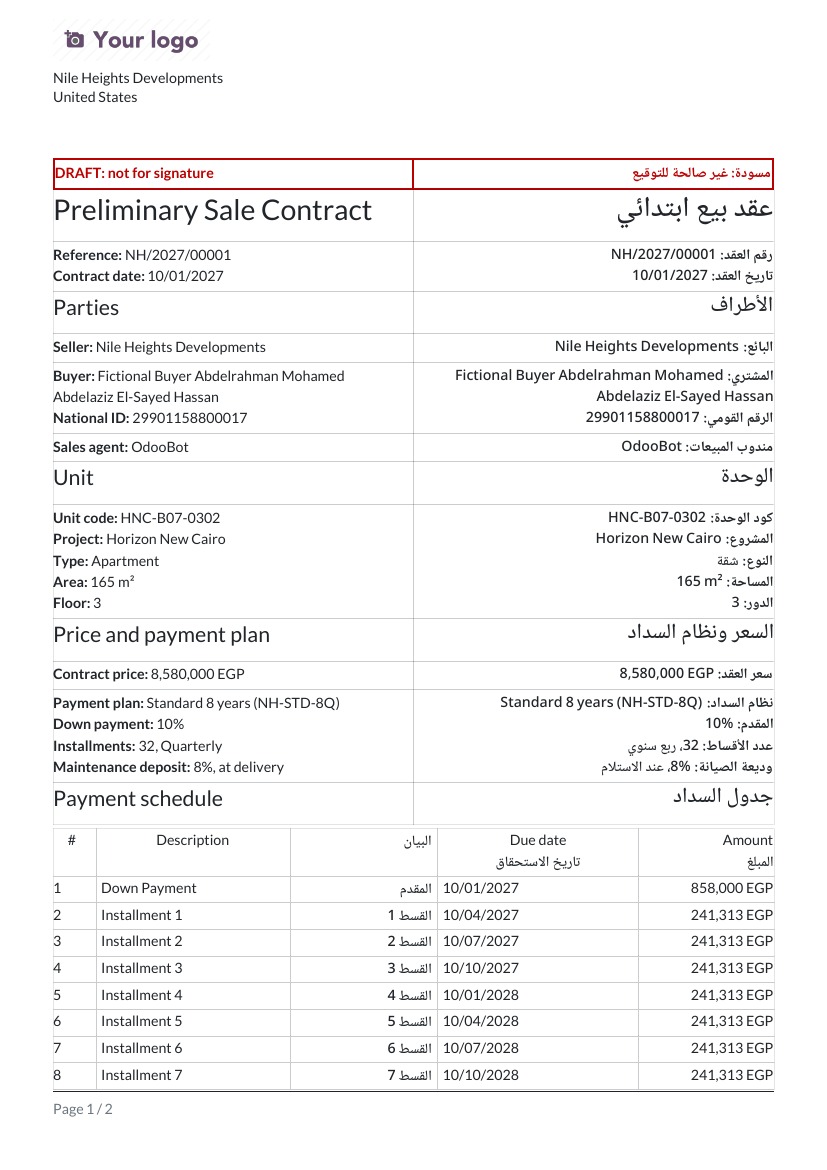 Your logo
Nile Heights Developments
United States
DRAFT: not for signature
مسودة: غير صالحة للتوقيع
Preliminary Sale Contract
عقد بيع ابتدائي
Reference: NH/2027/00001
Contract date: 10/01/2027
رقم العقد: NH/2027/00001
تاريخ العقد: 10/01/2027
Parties
الأطراف
Seller: Nile Heights Developments
البائع: Nile Heights Developments
Buyer: Fictional Buyer Abdelrahman Mohamed
Abdelaziz El-Sayed Hassan
National ID: 29901158800017
المشتري: Fictional Buyer Abdelrahman Mohamed
Abdelaziz El-Sayed Hassan
الرقم القومي: 29901158800017
Sales agent: OdooBot
مندوب المبيعات: OdooBot
Unit
الوحدة
Unit code: HNC-B07-0302
Project: Horizon New Cairo
Type: Apartment
Area: 165 m²
Floor: 3
كود الوحدة: HNC-B07-0302
المشروع: Horizon New Cairo
النوع: شقة
المساحة: 165 m²
الدور: 3
Price and payment plan
السعر ونظام السداد
Contract price: 8,580,000 EGP
سعر العقد: 8,580,000 EGP
Payment plan: Standard 8 years (NH-STD-8Q)
Down payment: 10%
Installments: 32, Quarterly
Maintenance deposit: 8%, at delivery
نظام السداد: Standard 8 years (NH-STD-8Q)
المقدم: 10%
عدد الأقساط: 32، ربع سنوي
وديعة الصيانة: 8%، عند الاستلام
Payment schedule
جدول السداد
# Description البيان Due date Amount
تاريخ الاستحقاق المبلغ
1 Down Payment المقدم 10/01/2027 858,000 EGP
2 Installment 1 القسط 1 10/04/2027 241,313 EGP
3 Installment 2 القسط 2 10/07/2027 241,313 EGP
4 Installment 3 القسط 3 10/10/2027 241,313 EGP
5 Installment 4 القسط 4 10/01/2028 241,313 EGP
6 Installment 5 القسط 5 10/04/2028 241,313 EGP
7 Installment 6 القسط 6 10/07/2028 241,313 EGP
8 Installment 7 القسط 7 10/10/2028 241,313 EGP
Page 1 / 2